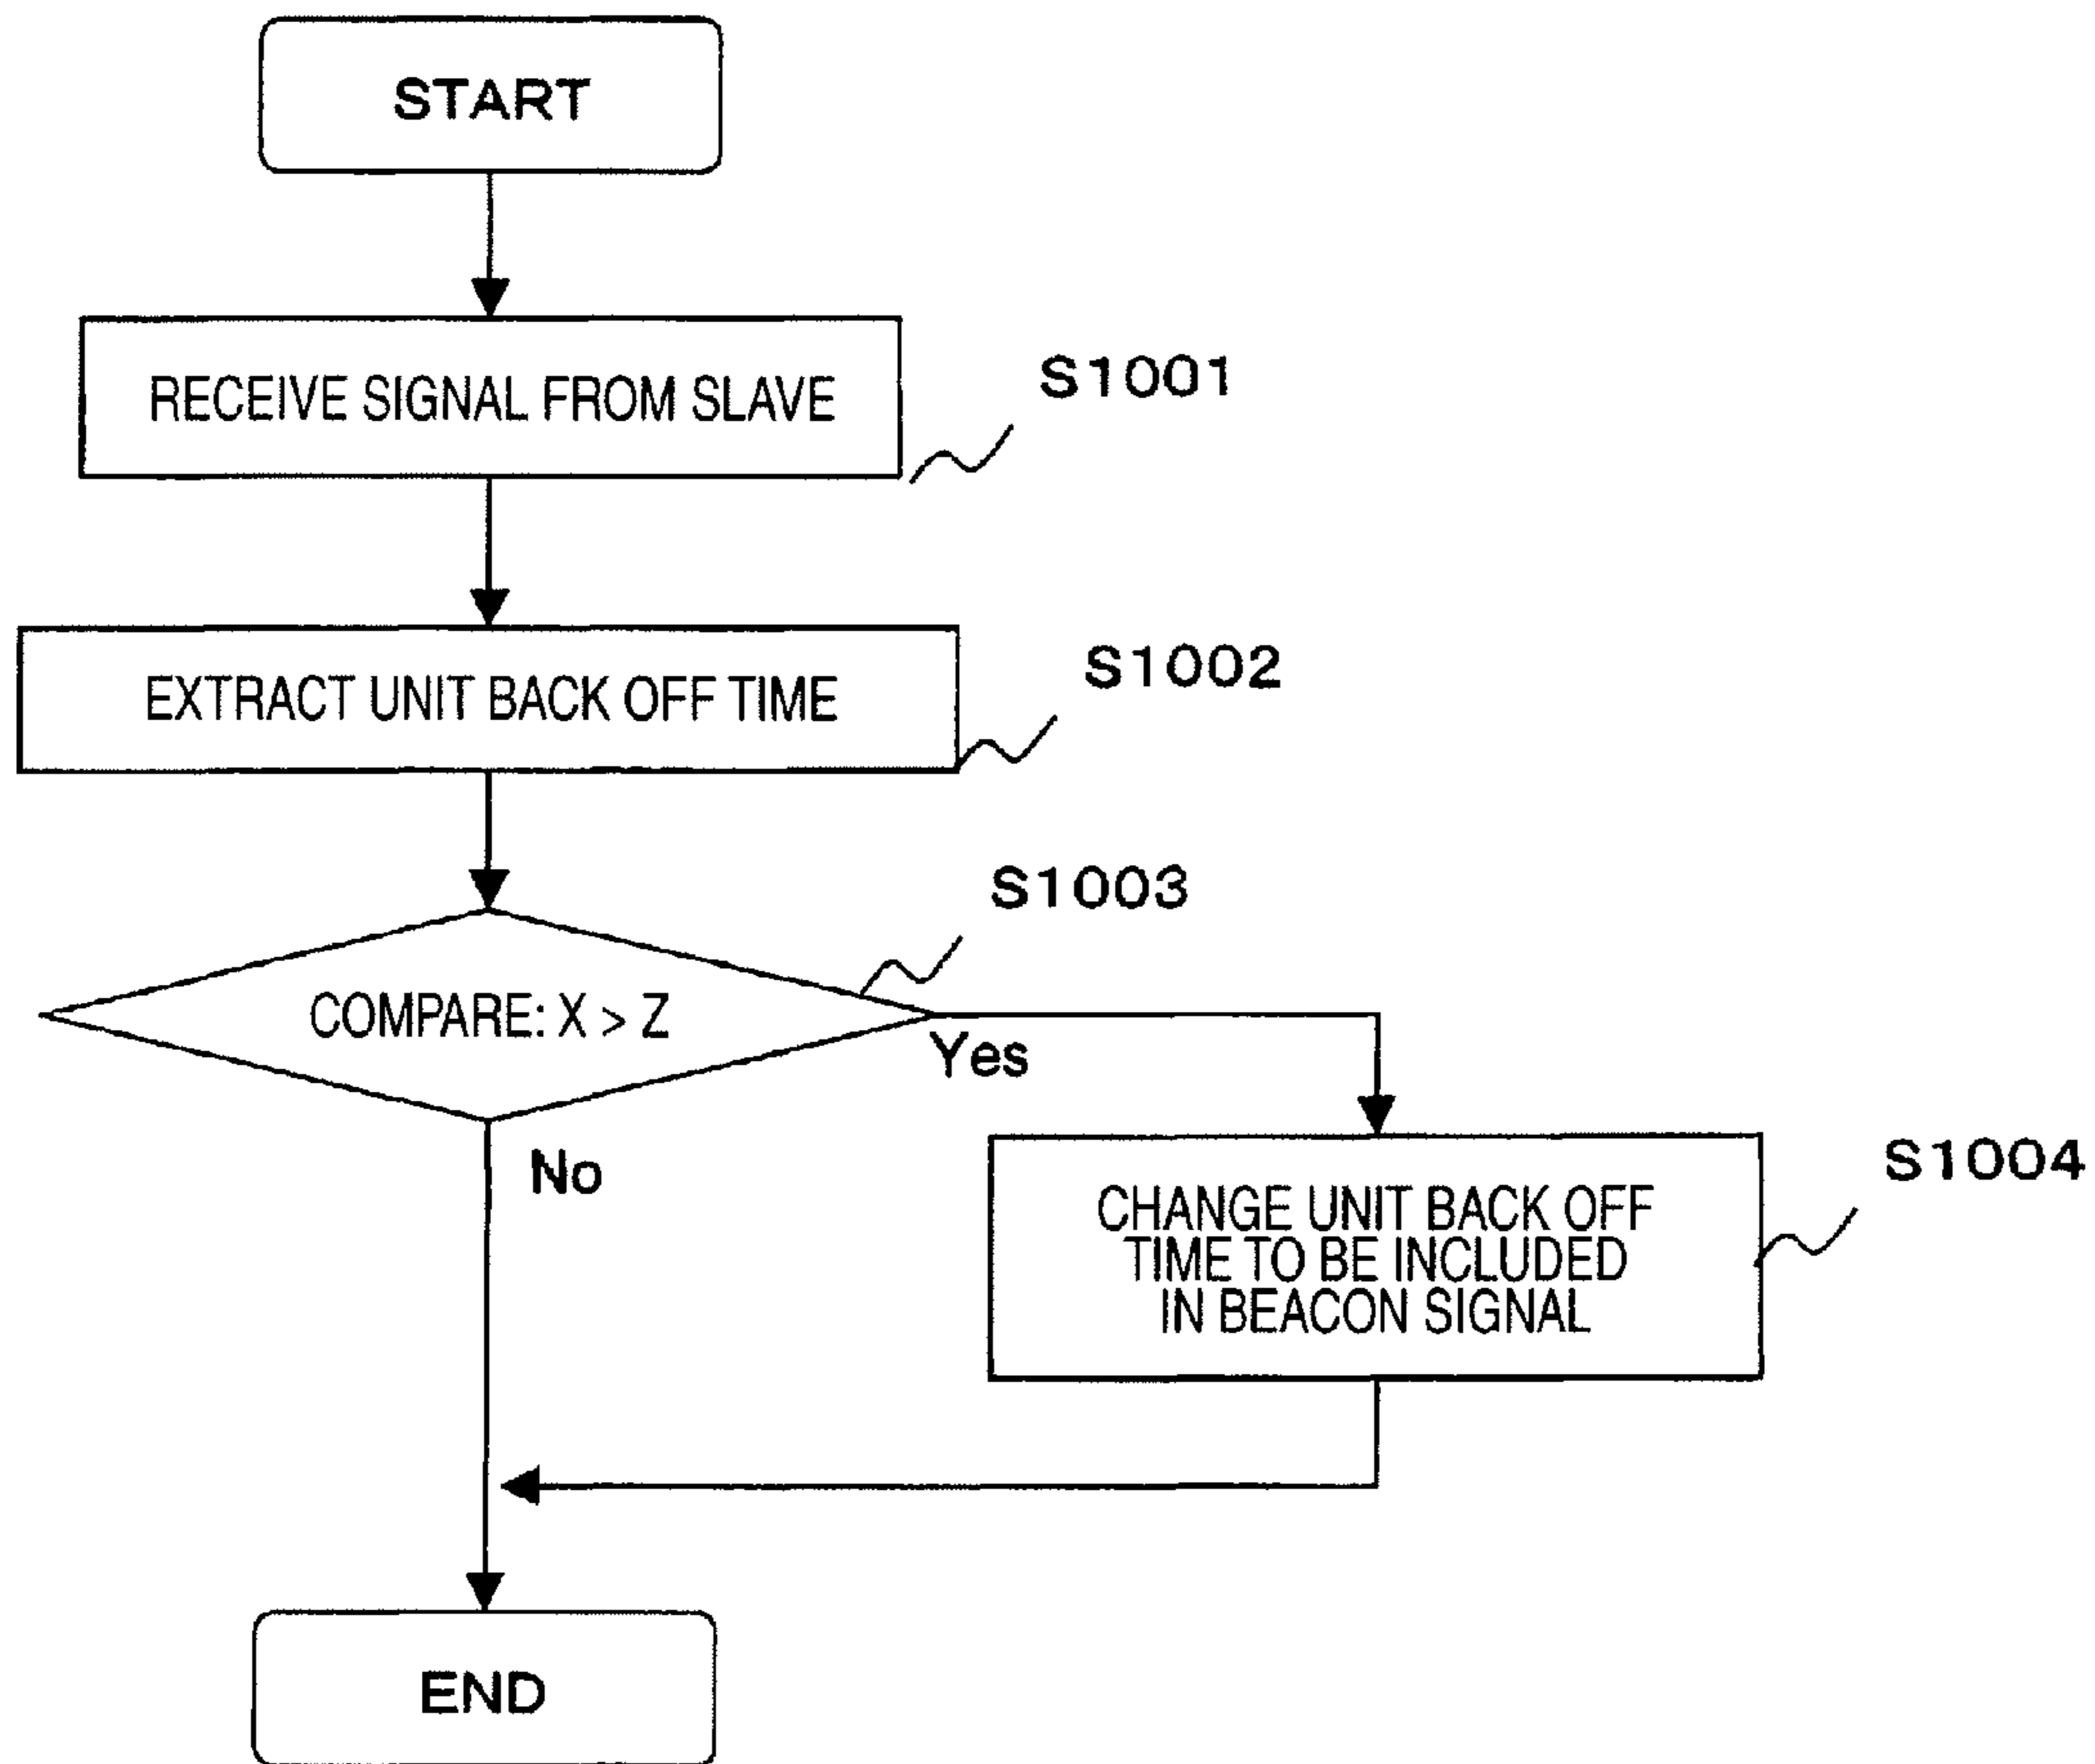 START
RECEIVE SIGNAL FROM SLAVE
S1001
EXTRACT UNIT BACK OFF TIME
S1002
S1003
COMPARE: X > Z
Yes
No
S1004
CHANGE UNIT BACK OFF
TIME TO BE INCLUDED
IN BEACON SIGNAL
END